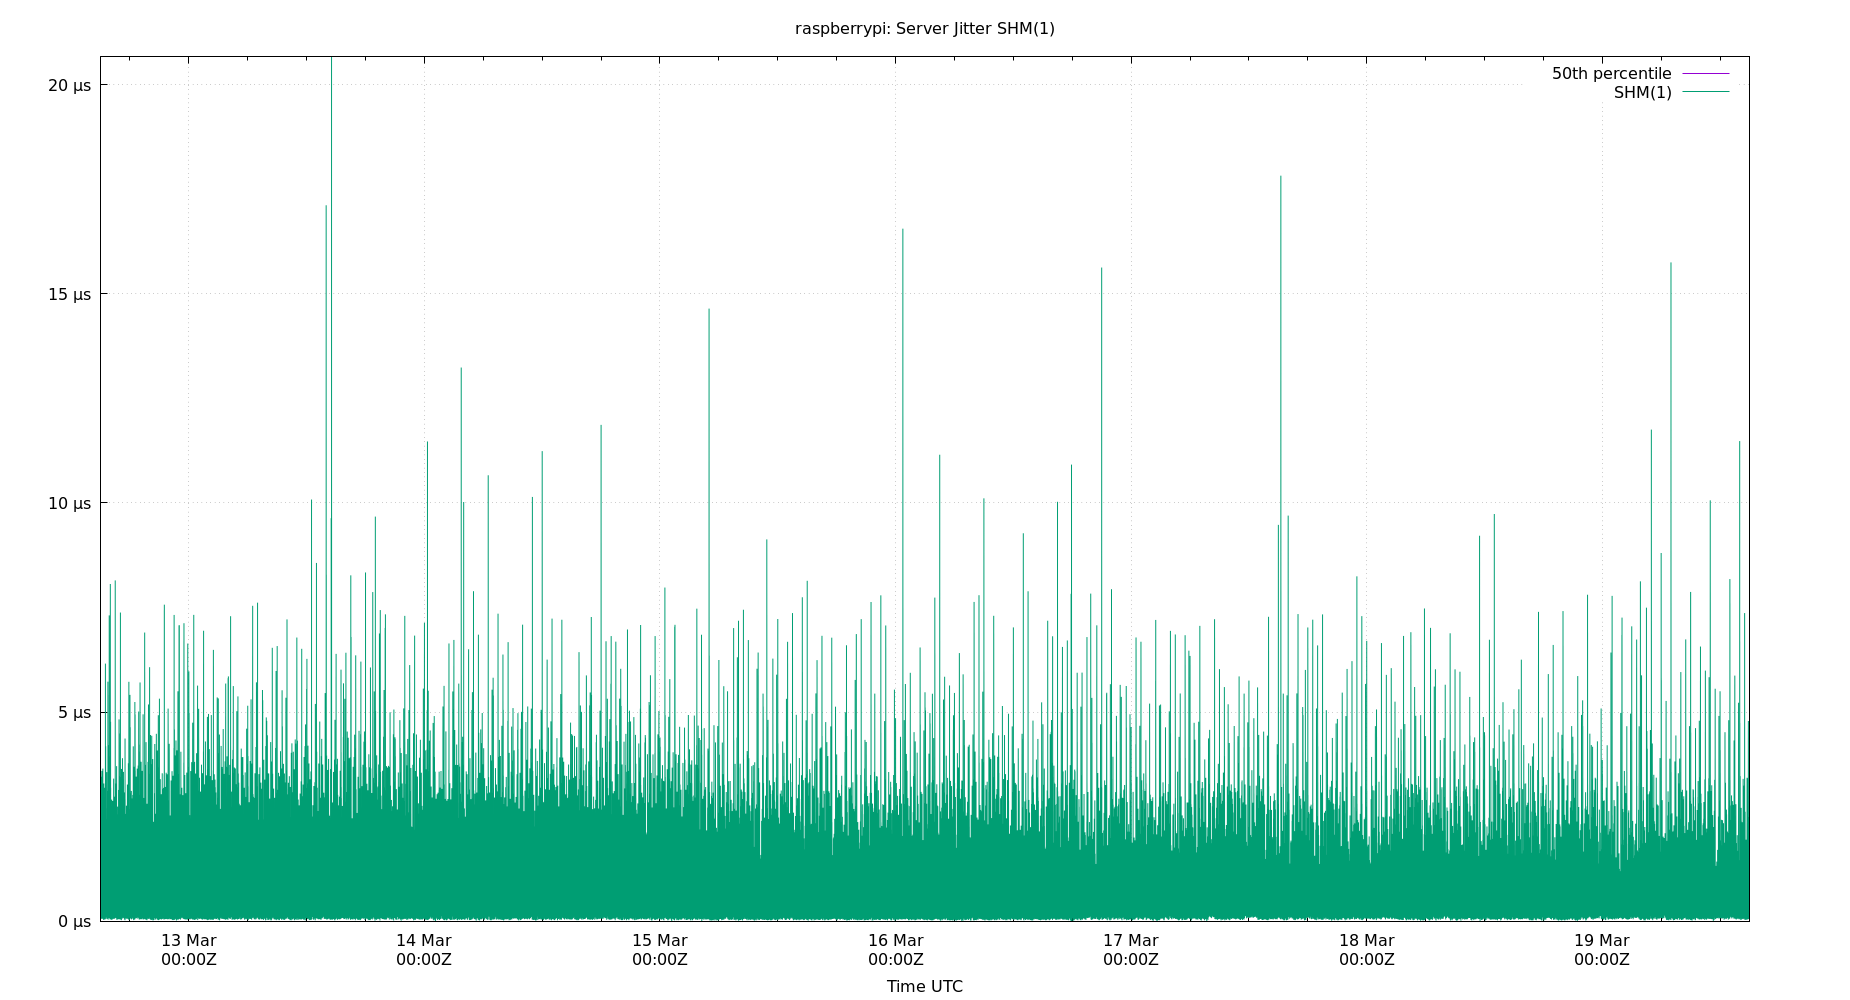 raspberrypi: Server Jitter SHM(1)
50th percentile
SHM(1)
20 µs
15 µs
10 µs
5 µs
0 µs
13 Mar 14 Mar 15 Mar 16 Mar 17 Mar 18 Mar 19 Mar
00:00Z 00:00Z 00:00Z 00:00Z 00:00Z 00:00Z 00:00Z
Time UTC